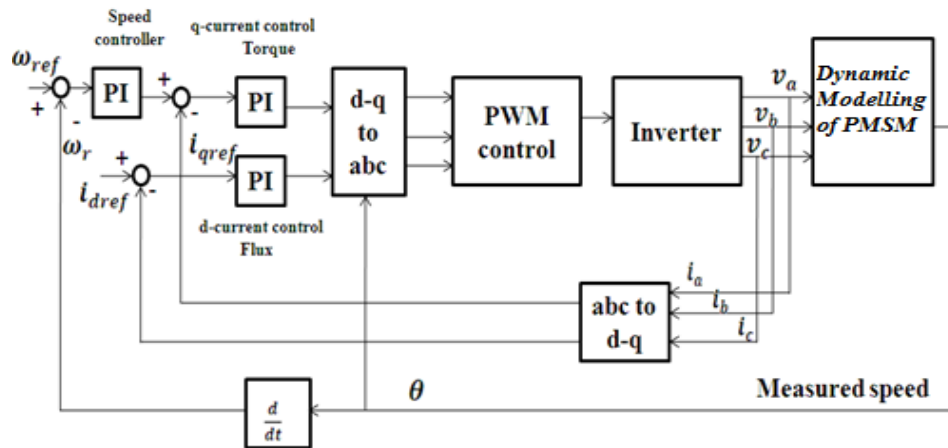 Speed
controller
q-current control
Torque
ω_ref
+
-
PI
+
-
PI
d-q
to
abc
PWM
control
Inverter
v_a
v_b
v_c
Dynamic
Modelling
of PMSM
ω_r
+
-
i_qref
i_dref
PI
d-current control
Flux
abc to
d-q
i_a
i_b
i_c
θ
Measured speed
d
dt